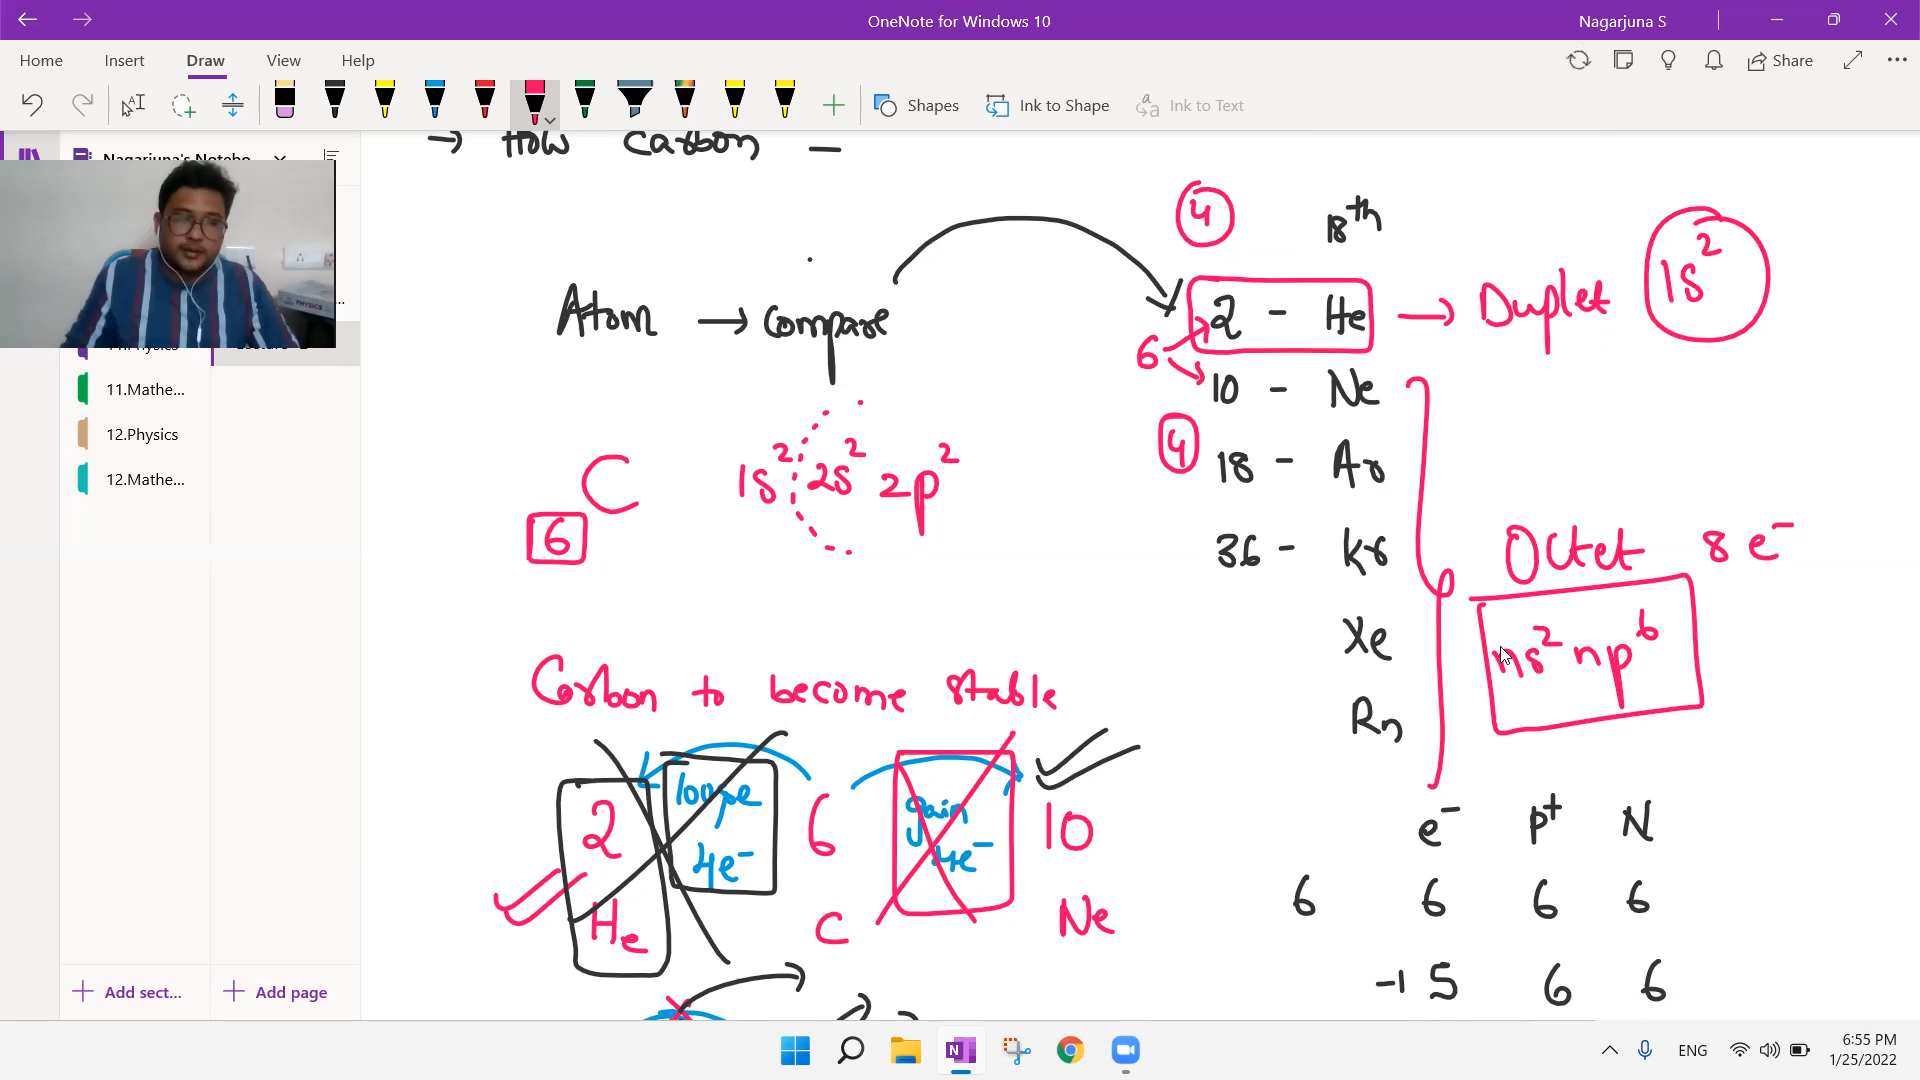 OneNote for Windows 10
Nagarjuna S
Home Insert Draw View Help
Share
Shapes Ink to Shape Ink to Text
Nagarjuna's Notebo
11.Mathe...
12.Physics
12.Mathe...
Add sect... Add page
→ How Carbon –
4
18th
Atom → Compare
2 - He → Duplet 1s²
6
10 - Ne
4
18 - Ar
36 - Kr
Xe
Rn
C 1s² 2s² 2p²
6
Octet 8 e⁻
ns² np⁶
Carbon to become stable
2 loose 4e⁻ 6 gain 4e⁻ 10
He C Ne
e⁻ p⁺ N
6 6 6 6
-1 5 6 6
ENG
6:55 PM
1/25/2022